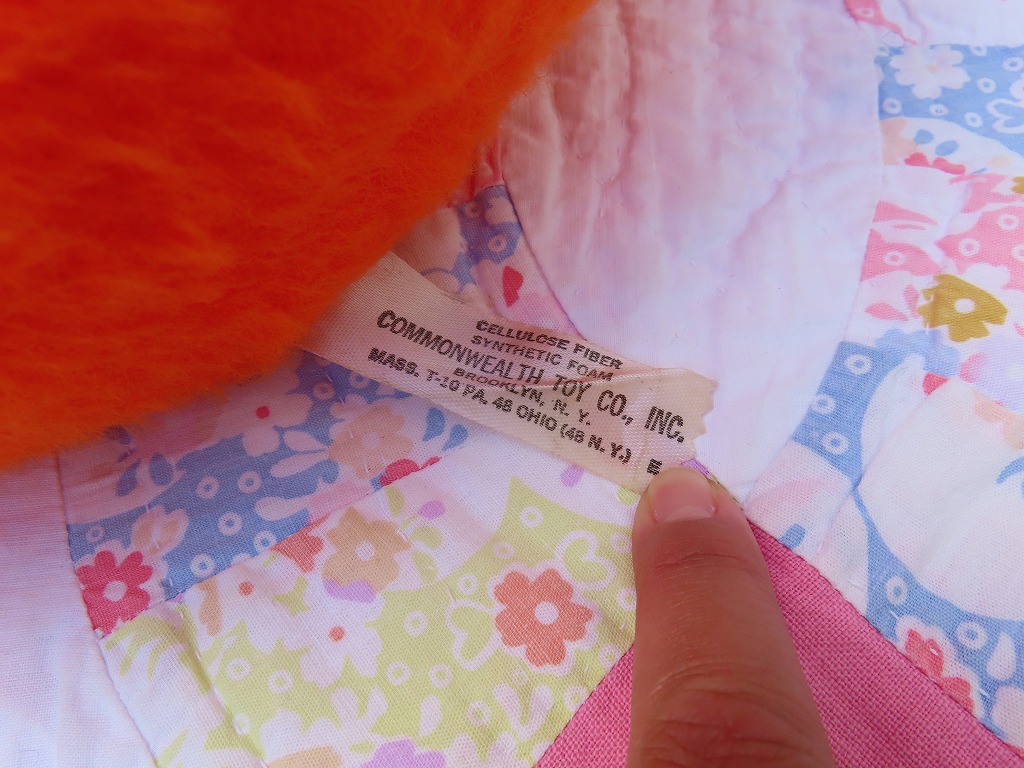 CELLULOSE FIBER
SYNTHETIC FOAM
COMMONWEALTH TOY CO., INC.
BROOKLYN, N. Y.
MASS. T-10 PA. 48 OHIO (48 N. Y.) E